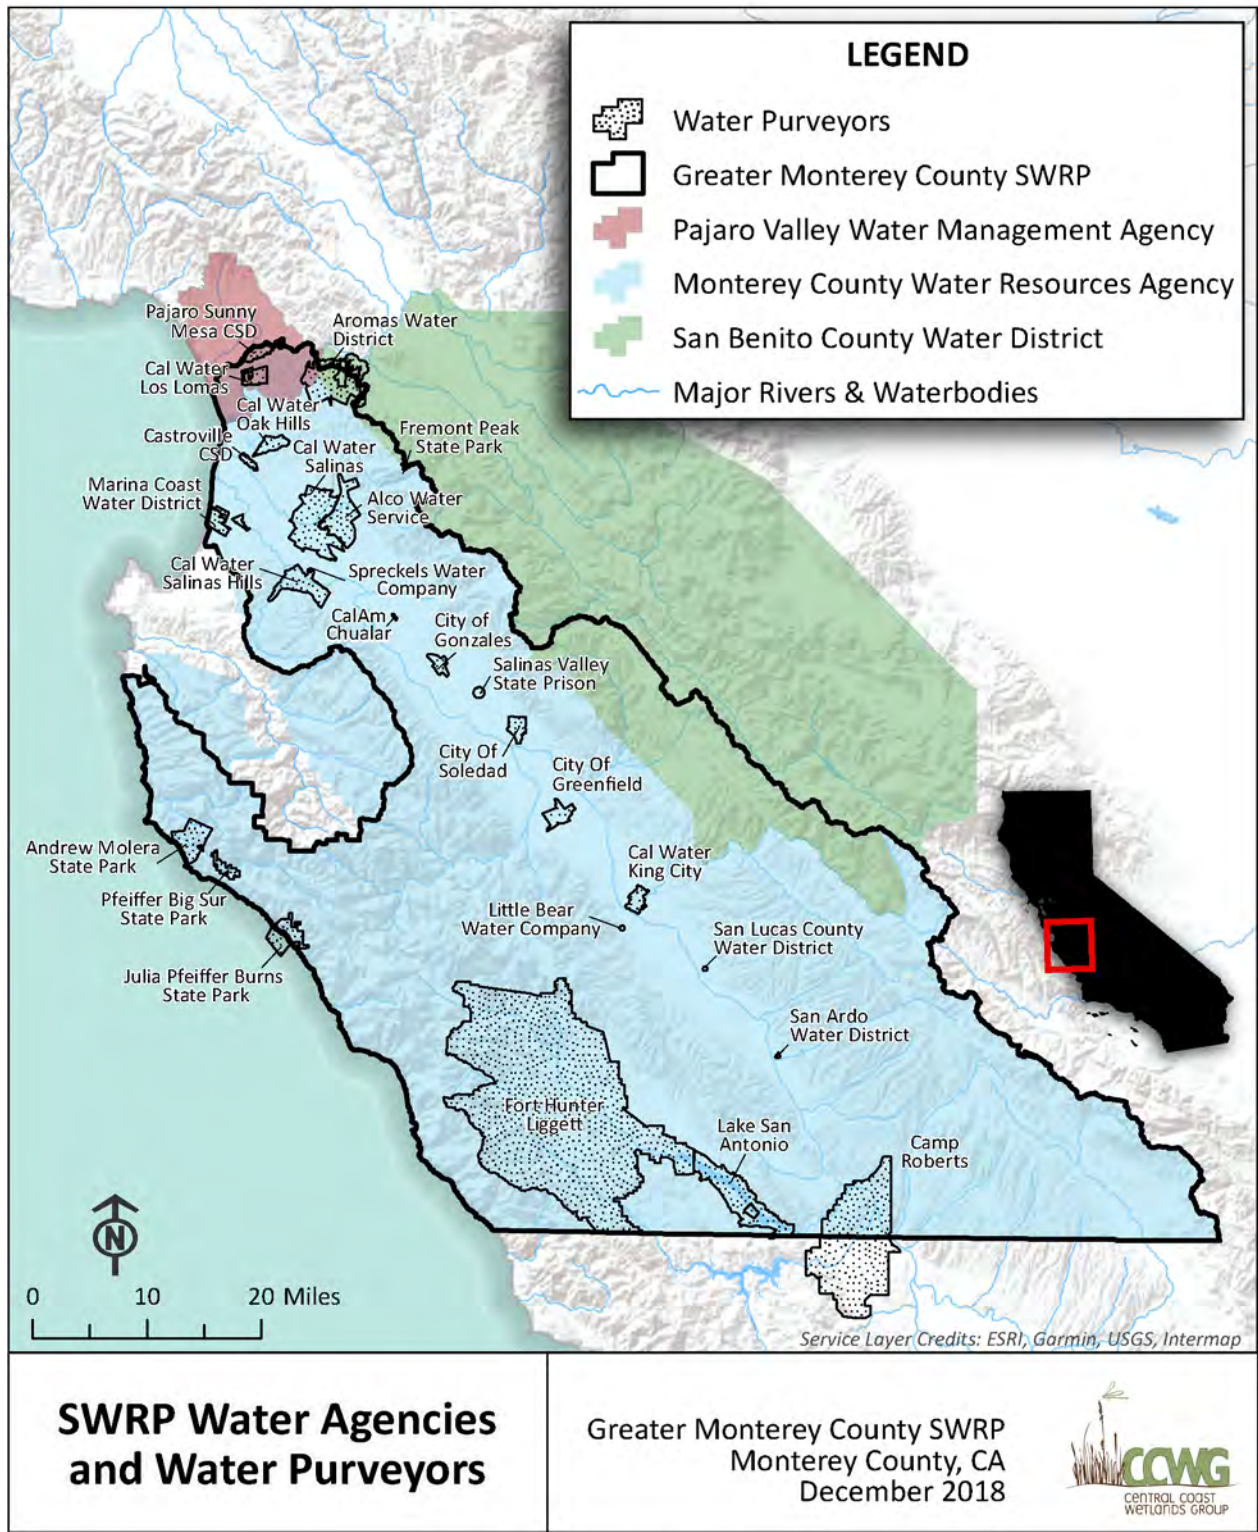 LEGEND
Water Purveyors
Greater Monterey County SWRP
Pajaro Valley Water Management Agency
Monterey County Water Resources Agency
San Benito County Water District
Major Rivers & Waterbodies
Pajaro Sunny
Mesa CSD
Aromas Water
District
Cal Water
Los Lomas
Cal Water
Oak Hills
Castroville
CSD
Cal Water
Salinas
Fremont Peak
State Park
Marina Coast
Water District
Alco Water
Service
Cal Water
Salinas Hills
Spreckels Water
Company
CalAm
Chualar
City of
Gonzales
Salinas Valley
State Prison
City Of
Soledad
City Of
Greenfield
Andrew Molera
State Park
Cal Water
King City
Pfeiffer Big Sur
State Park
Little Bear
Water Company
San Lucas County
Water District
Julia Pfeiffer Burns
State Park
San Ardo
Water District
Fort Hunter
Liggett
Lake San
Antonio
Camp
Roberts
N
0 10 20 Miles
Service Layer Credits: ESRI, Garmin, USGS, Intermap
SWRP Water Agencies
and Water Purveyors
Greater Monterey County SWRP
Monterey County, CA
December 2018
CCWG
CENTRAL COAST
WETLANDS GROUP